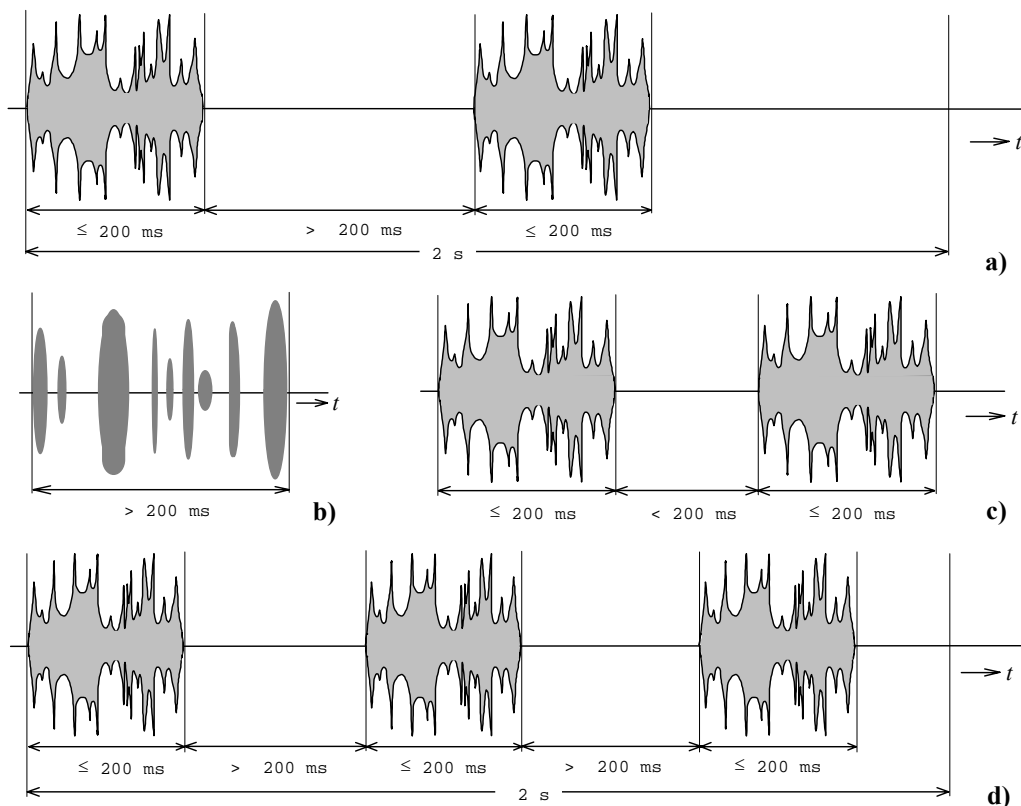 t
≤ 200 ms > 200 ms ≤ 200 ms
2 s
a)
t
> 200 ms
b)
t
≤ 200 ms < 200 ms ≤ 200 ms
c)
t
≤ 200 ms > 200 ms ≤ 200 ms > 200 ms ≤ 200 ms
2 s
d)